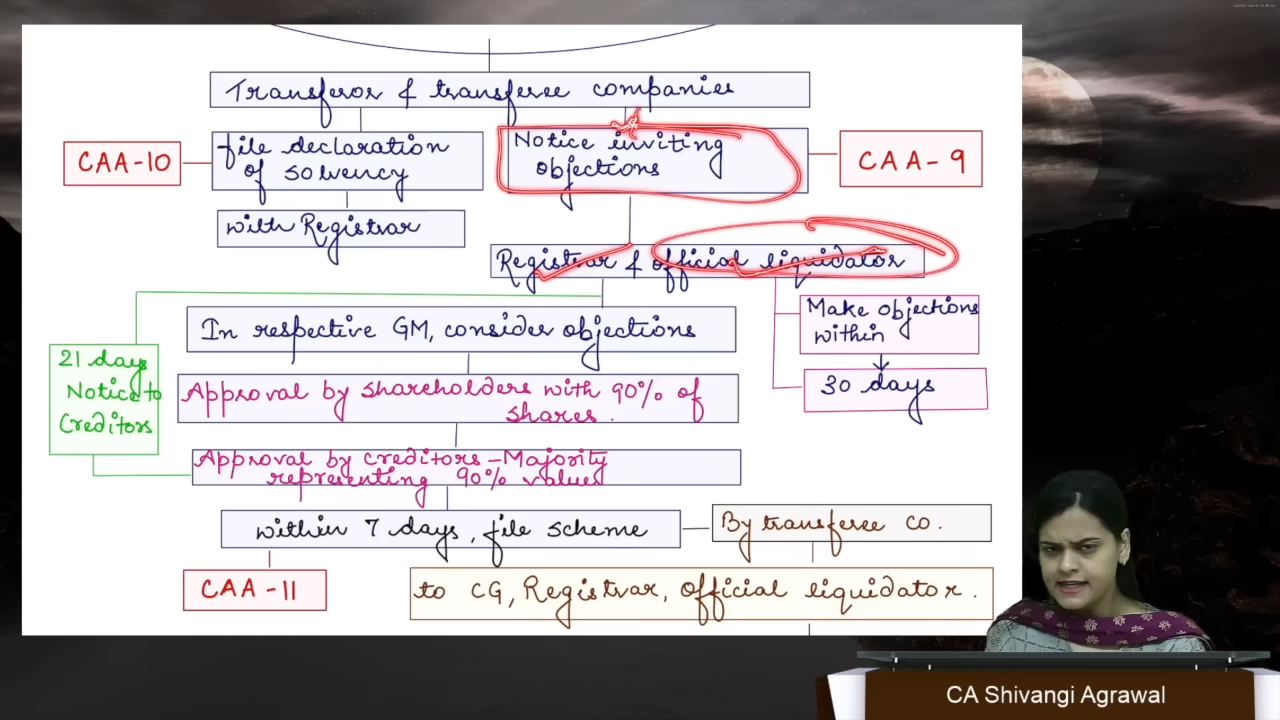 Transferor & transferee companies
CAA-10
file declaration
of solvency
Notice inviting
objections
CAA-9
with Registrar
Registrar & official liquidator
Make objections
within
30 days
In respective GM, consider objections
21 days
Notice to
Creditors
Approval by shareholders with 90% of
shares.
Approval by creditors - Majority
representing 90% values
within 7 days, file scheme
By transferee co.
CAA-11
to CG, Registrar, official liquidator.
CA Shivangi Agrawal